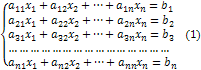 a₁₁x₁ + a₁₂x₂ + ⋯ + a₁ₙxₙ = b₁
a₂₁x₁ + a₂₂x₂ + ⋯ + a₂ₙxₙ = b₂
a₃₁x₁ + a₃₂x₂ + ⋯ + a₃ₙxₙ = b₃ (1)
… … … … … … … … … … … … …
aₙ₁x₁ + aₙ₂x₂ + ⋯ + aₙₙxₙ = bₙ